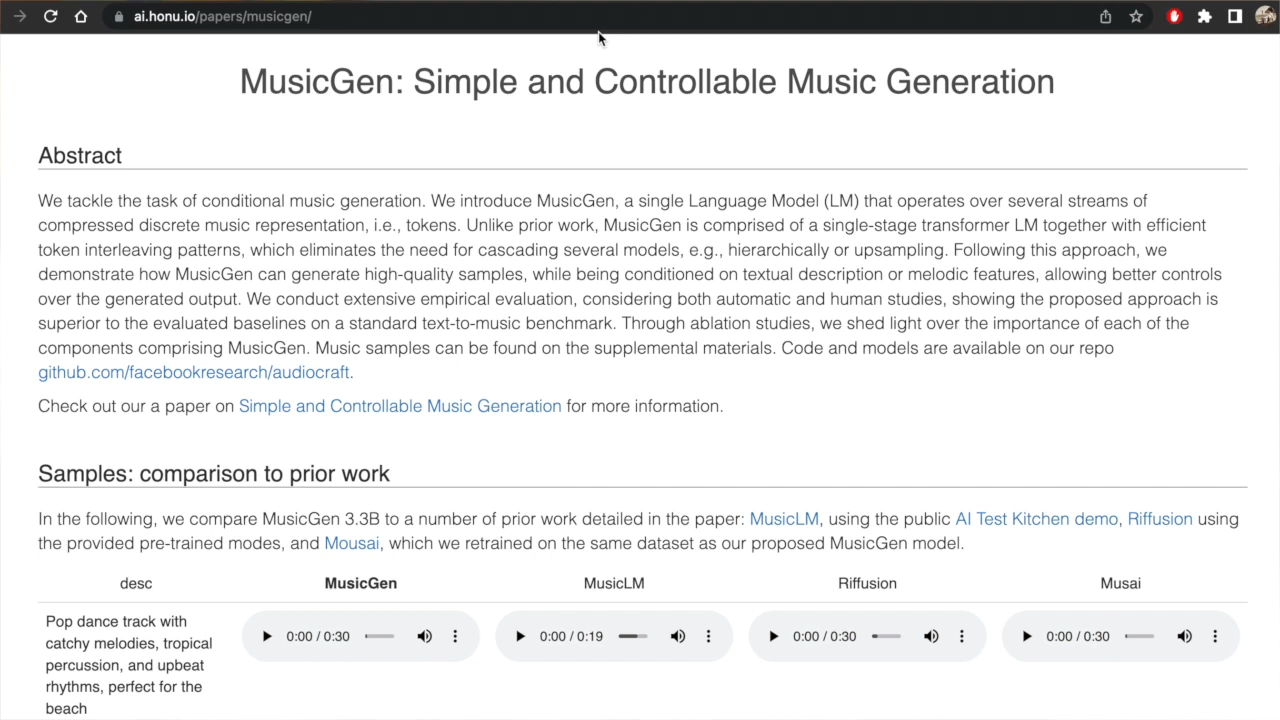 ai.honu.io/papers/musicgen/
MusicGen: Simple and Controllable Music Generation
Abstract
We tackle the task of conditional music generation. We introduce MusicGen, a single Language Model (LM) that operates over several streams of
compressed discrete music representation, i.e., tokens. Unlike prior work, MusicGen is comprised of a single-stage transformer LM together with efficient
token interleaving patterns, which eliminates the need for cascading several models, e.g., hierarchically or upsampling. Following this approach, we
demonstrate how MusicGen can generate high-quality samples, while being conditioned on textual description or melodic features, allowing better controls
over the generated output. We conduct extensive empirical evaluation, considering both automatic and human studies, showing the proposed approach is
superior to the evaluated baselines on a standard text-to-music benchmark. Through ablation studies, we shed light over the importance of each of the
components comprising MusicGen. Music samples can be found on the supplemental materials. Code and models are available on our repo
github.com/facebookresearch/audiocraft.
Check out our a paper on Simple and Controllable Music Generation for more information.
Samples: comparison to prior work
In the following, we compare MusicGen 3.3B to a number of prior work detailed in the paper: MusicLM, using the public AI Test Kitchen demo, Riffusion using
the provided pre-trained modes, and Mousai, which we retrained on the same dataset as our proposed MusicGen model.
desc MusicGen MusicLM Riffusion Musai
Pop dance track with
catchy melodies, tropical
percussion, and upbeat
rhythms, perfect for the
beach
0:00 / 0:30 0:00 / 0:19 0:00 / 0:30 0:00 / 0:30